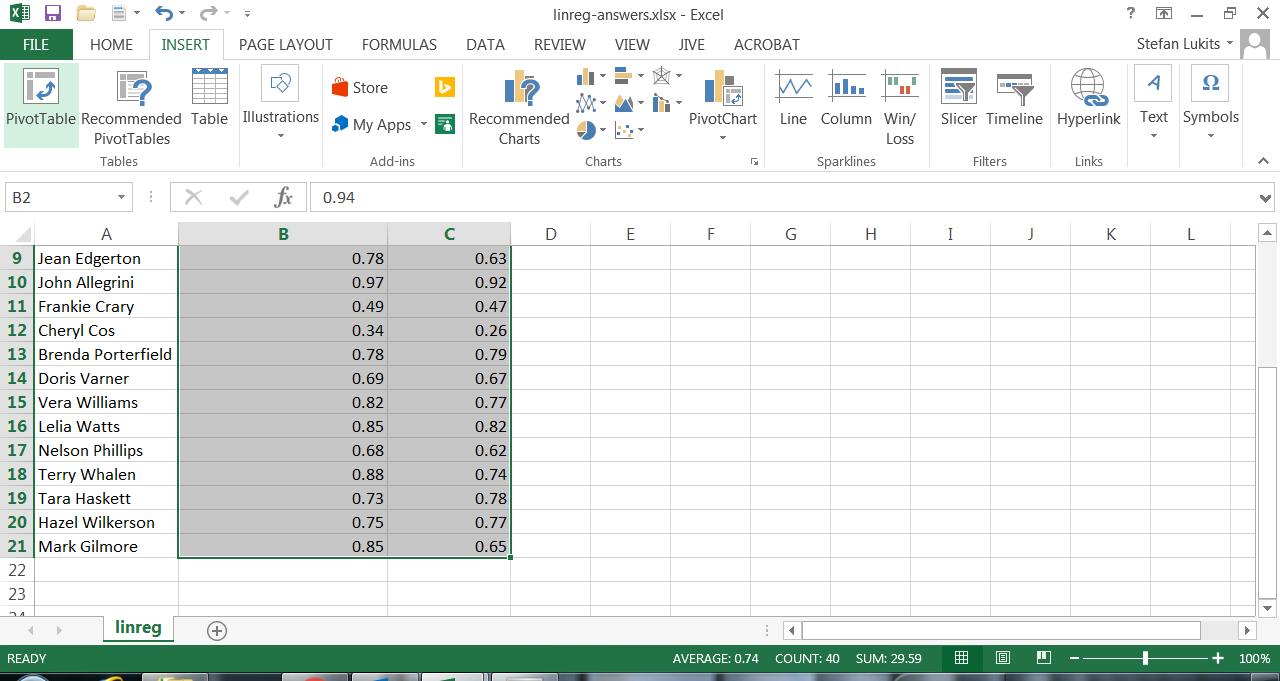 linreg-answers.xlsx - Excel
FILE HOME INSERT PAGE LAYOUT FORMULAS DATA REVIEW VIEW JIVE ACROBAT Stefan Lukits
PivotTable Recommended PivotTables Table
Tables
Illustrations
Store
My Apps
Add-ins
Recommended Charts
PivotChart
Charts
Line Column Win/ Loss
Sparklines
Slicer Timeline
Filters
Hyperlink
Links
Text
Symbols
B2 fx 0.94
A B C D E F G H I J K L
9 Jean Edgerton 0.78 0.63
10 John Allegrini 0.97 0.92
11 Frankie Crary 0.49 0.47
12 Cheryl Cos 0.34 0.26
13 Brenda Porterfield 0.78 0.79
14 Doris Varner 0.69 0.67
15 Vera Williams 0.82 0.77
16 Lelia Watts 0.85 0.82
17 Nelson Phillips 0.68 0.62
18 Terry Whalen 0.88 0.74
19 Tara Haskett 0.73 0.78
20 Hazel Wilkerson 0.75 0.77
21 Mark Gilmore 0.85 0.65
22
23
24
linreg
READY AVERAGE: 0.74 COUNT: 40 SUM: 29.59 100%